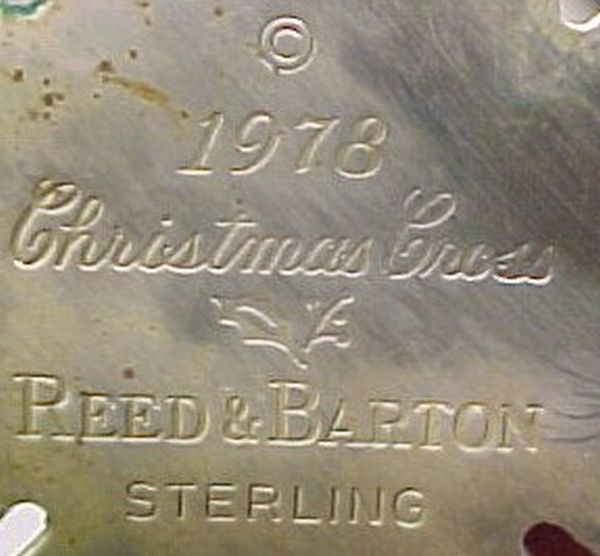 ©
1978
Christmas Cross
REED & BARTON
STERLING